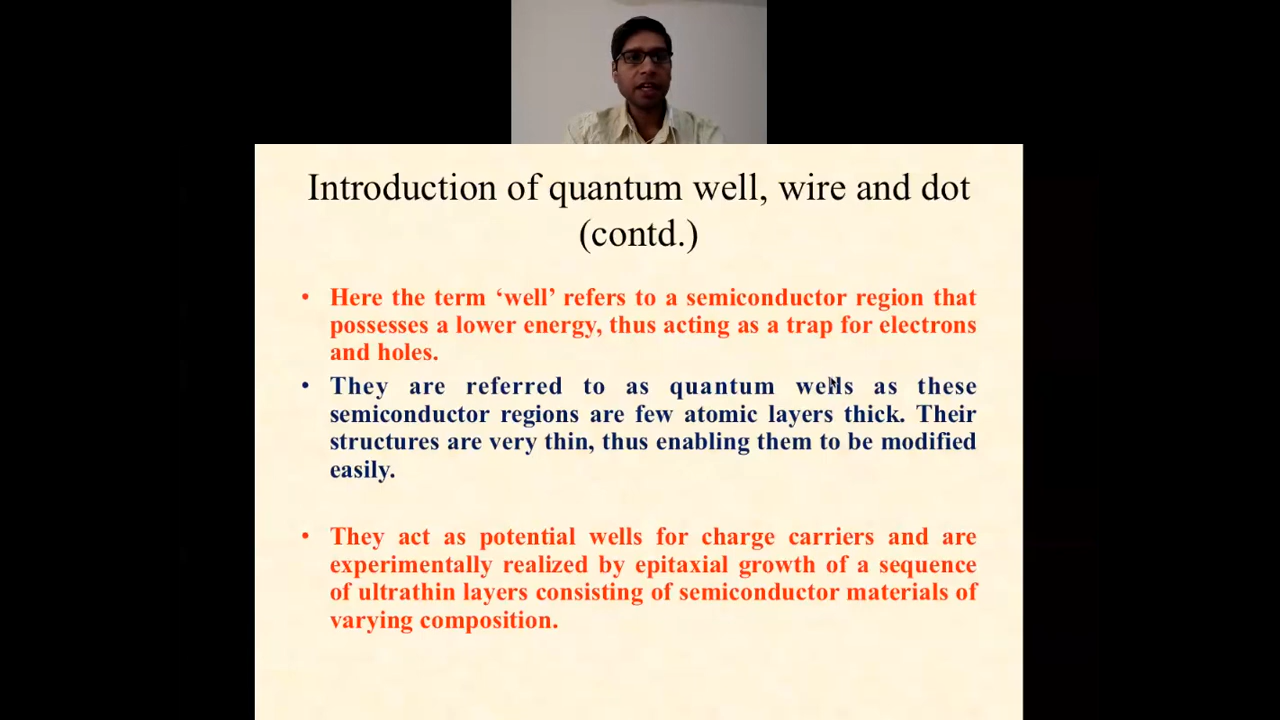 Introduction of quantum well, wire and dot
(contd.)
• Here the term ‘well’ refers to a semiconductor region that
possesses a lower energy, thus acting as a trap for electrons
and holes.
• They are referred to as quantum wells as these
semiconductor regions are few atomic layers thick. Their
structures are very thin, thus enabling them to be modified
easily.
• They act as potential wells for charge carriers and are
experimentally realized by epitaxial growth of a sequence
of ultrathin layers consisting of semiconductor materials of
varying composition.